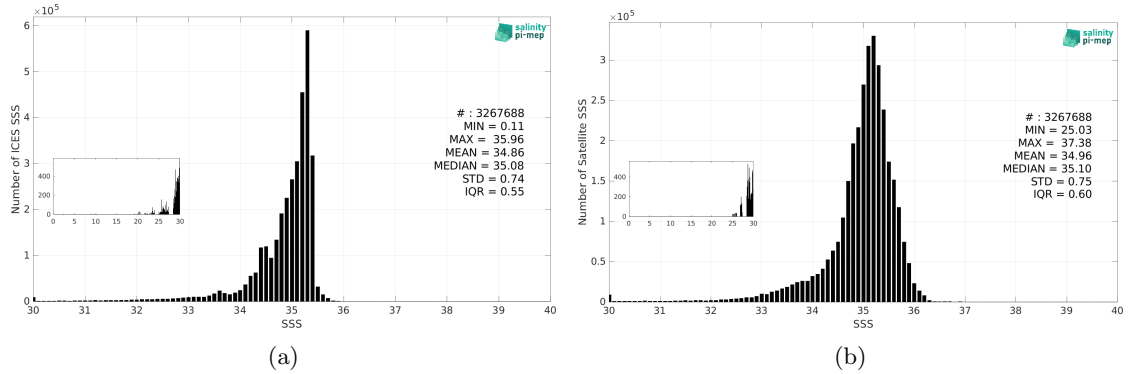 ×10^5
6
5
4
3
2
1
0
Number of ICES SSS
salinity
pi-mep
# : 3267688
MIN = 0.11
MAX = 35.96
MEAN = 34.86
MEDIAN = 35.08
STD = 0.74
IQR = 0.55
400
200
0
0 5 10 15 20 25 30
30 31 32 33 34 35 36 37 38 39 40
SSS
(a)
×10^5
3
2.5
2
1.5
1
0.5
0
Number of Satellite SSS
salinity
pi-mep
# : 3267688
MIN = 25.03
MAX = 37.38
MEAN = 34.96
MEDIAN = 35.10
STD = 0.75
IQR = 0.60
400
200
0
0 5 10 15 20 25 30
30 31 32 33 34 35 36 37 38 39 40
SSS
(b)